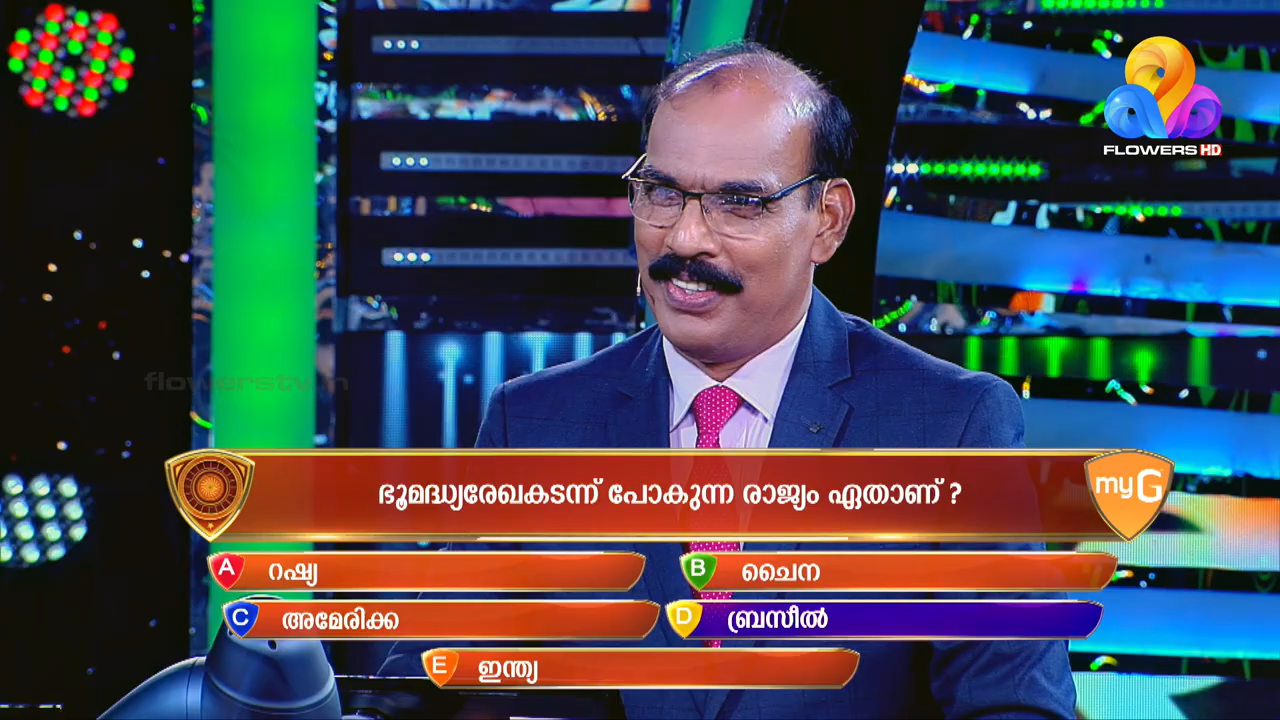 FLOWERS HD
flowerstv.in
ഭൂമദ്ധ്യരേഖകടന്ന് പോകുന്ന രാജ്യം ഏതാണ് ?
myG
A റഷ്യ
B ചൈന
C അമേരിക്ക
D ബ്രസീൽ
E ഇന്ത്യ